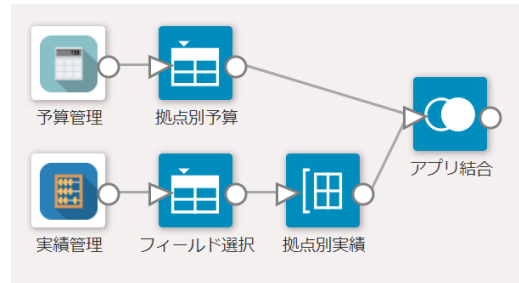 予算管理
拠点別予算
アプリ結合
実績管理
フィールド選択
拠点別実績